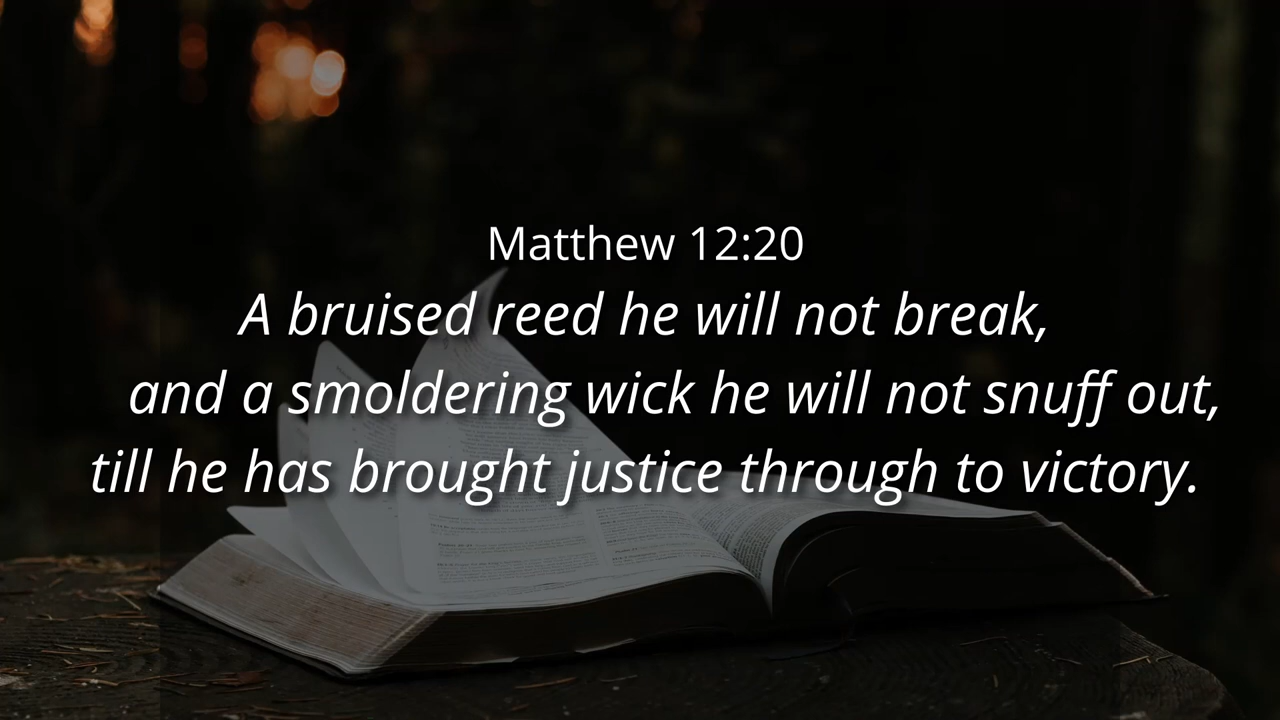 Matthew 12:20
A bruised reed he will not break,
and a smoldering wick he will not snuff out,
till he has brought justice through to victory.